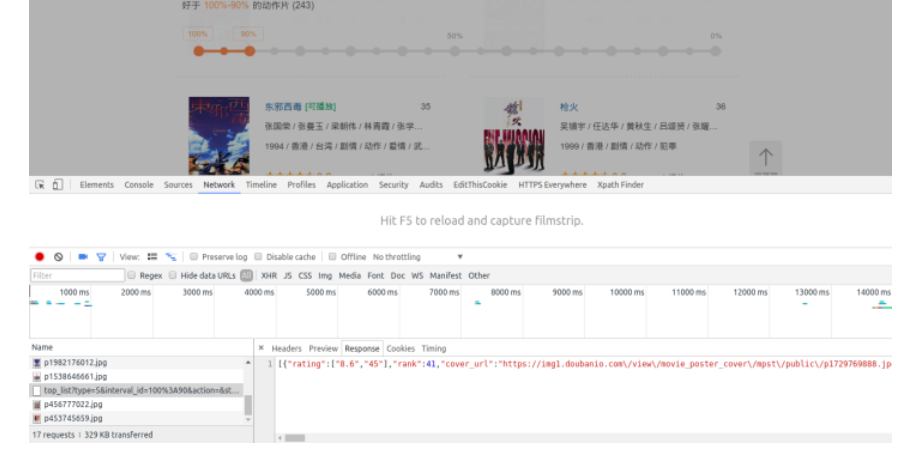 好于 100%-90% 的动作片 (243)
100% 90% 50% 0%
东邪西毒 [可播放] 35
张国荣 / 张曼玉 / 梁朝伟 / 林青霞 / 张学...
1994 / 香港 / 台湾 / 剧情 / 动作 / 爱情 / 武...
枪火 36
吴镇宇 / 任达华 / 黄秋生 / 吕颂贤 / 张耀...
1999 / 香港 / 剧情 / 动作 / 犯罪
THE MISSION
Elements Console Sources Network Timeline Profiles Application Security Audits EditThisCookie HTTPS Everywhere Xpath Finder
Hit F5 to reload and capture filmstrip.
View: Preserve log Disable cache Offline No throttling
Filter Regex Hide data URLs All XHR JS CSS Img Media Font Doc WS Manifest Other
1000 ms 2000 ms 3000 ms 4000 ms 5000 ms 6000 ms 7000 ms 8000 ms 9000 ms 10000 ms 11000 ms 12000 ms 13000 ms 14000 ms
Name × Headers Preview Response Cookies Timing
p1982176012.jpg
p1538646661.jpg
top_list?type=5&interval_id=100%3A90&action=&st...
p456777022.jpg
p453745659.jpg
1 [{"rating":["8.6","45"],"rank":41,"cover_url":"https:\/\/img1.doubanio.com\/view\/movie_poster_cover\/mpst\/public\/p1729769888.jp
17 requests | 329 KB transferred